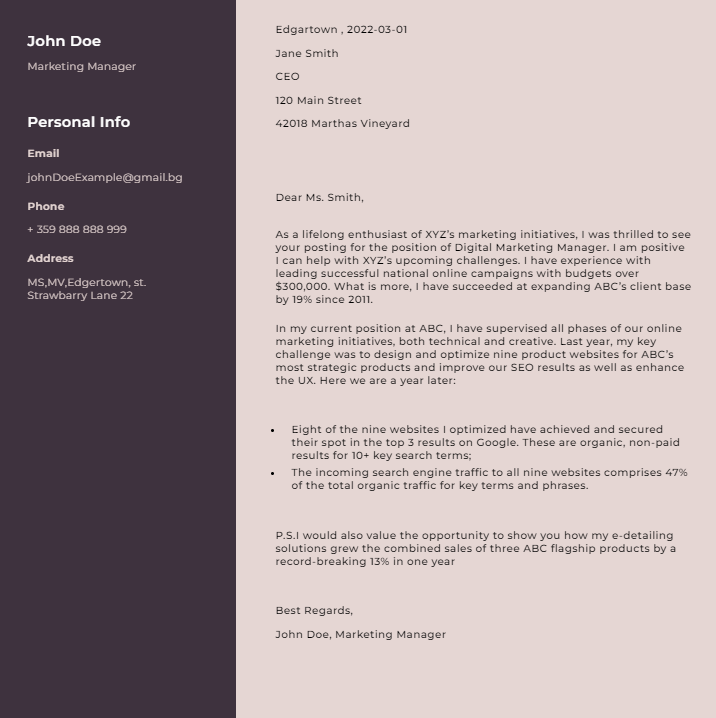 John Doe
Marketing Manager
Personal Info
Email
johnDoeExample@gmail.bg
Phone
+ 359 888 888 999
Address
MS,MV,Edgertown, st.
Strawbarry Lane 22
Edgartown , 2022-03-01
Jane Smith
CEO
120 Main Street
42018 Marthas Vineyard
Dear Ms. Smith,
As a lifelong enthusiast of XYZ’s marketing initiatives, I was thrilled to see
your posting for the position of Digital Marketing Manager. I am positive
I can help with XYZ’s upcoming challenges. I have experience with
leading successful national online campaigns with budgets over
$300,000. What is more, I have succeeded at expanding ABC’s client base
by 19% since 2011.
In my current position at ABC, I have supervised all phases of our online
marketing initiatives, both technical and creative. Last year, my key
challenge was to design and optimize nine product websites for ABC’s
most strategic products and improve our SEO results as well as enhance
the UX. Here we are a year later:
• Eight of the nine websites I optimized have achieved and secured
their spot in the top 3 results on Google. These are organic, non-paid
results for 10+ key search terms;
• The incoming search engine traffic to all nine websites comprises 47%
of the total organic traffic for key terms and phrases.
P.S.I would also value the opportunity to show you how my e-detailing
solutions grew the combined sales of three ABC flagship products by a
record-breaking 13% in one year
Best Regards,
John Doe, Marketing Manager